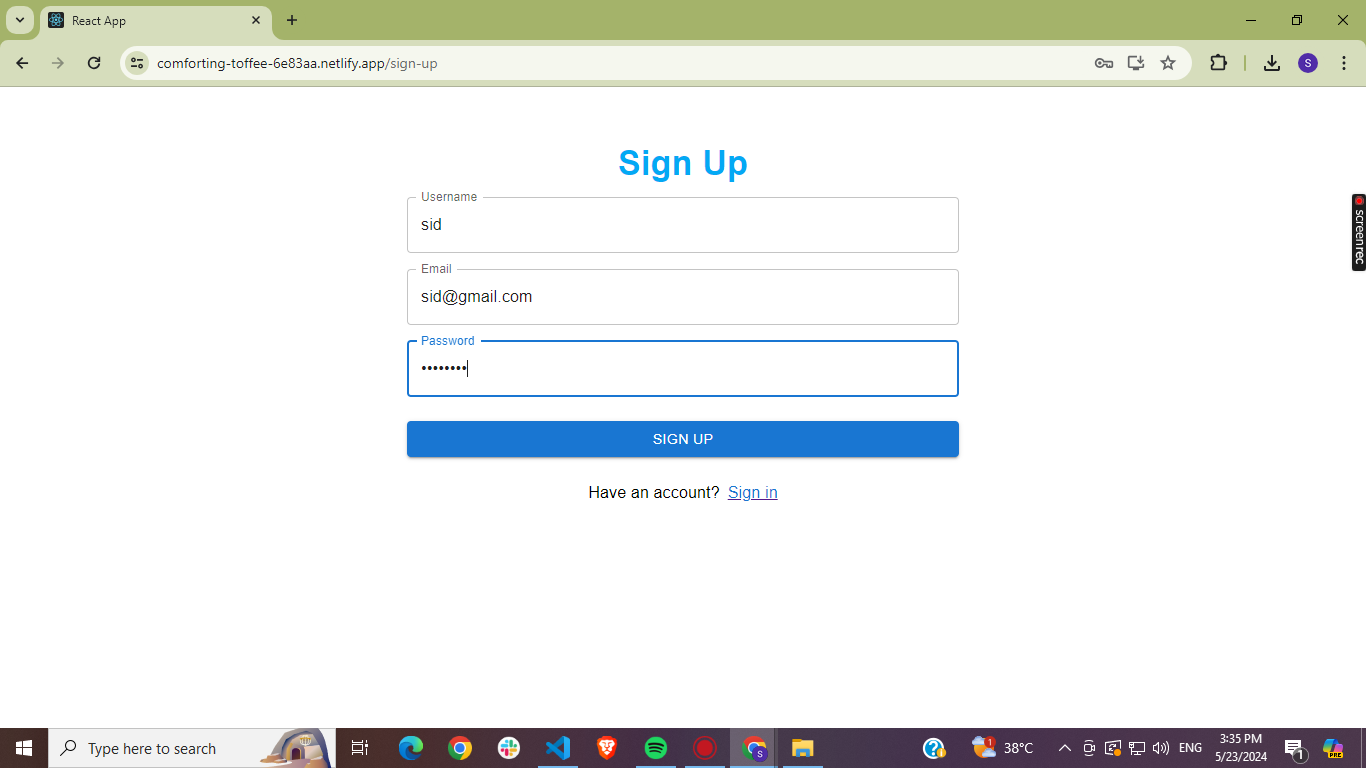 React App
comforting-toffee-6e83aa.netlify.app/sign-up
S
Sign Up
Username
sid
Email
sid@gmail.com
Password
••••••••
SIGN UP
Have an account? Sign in
screenrec
Type here to search
S
1
38°C
ENG
3:35 PM
5/23/2024
1
PRE